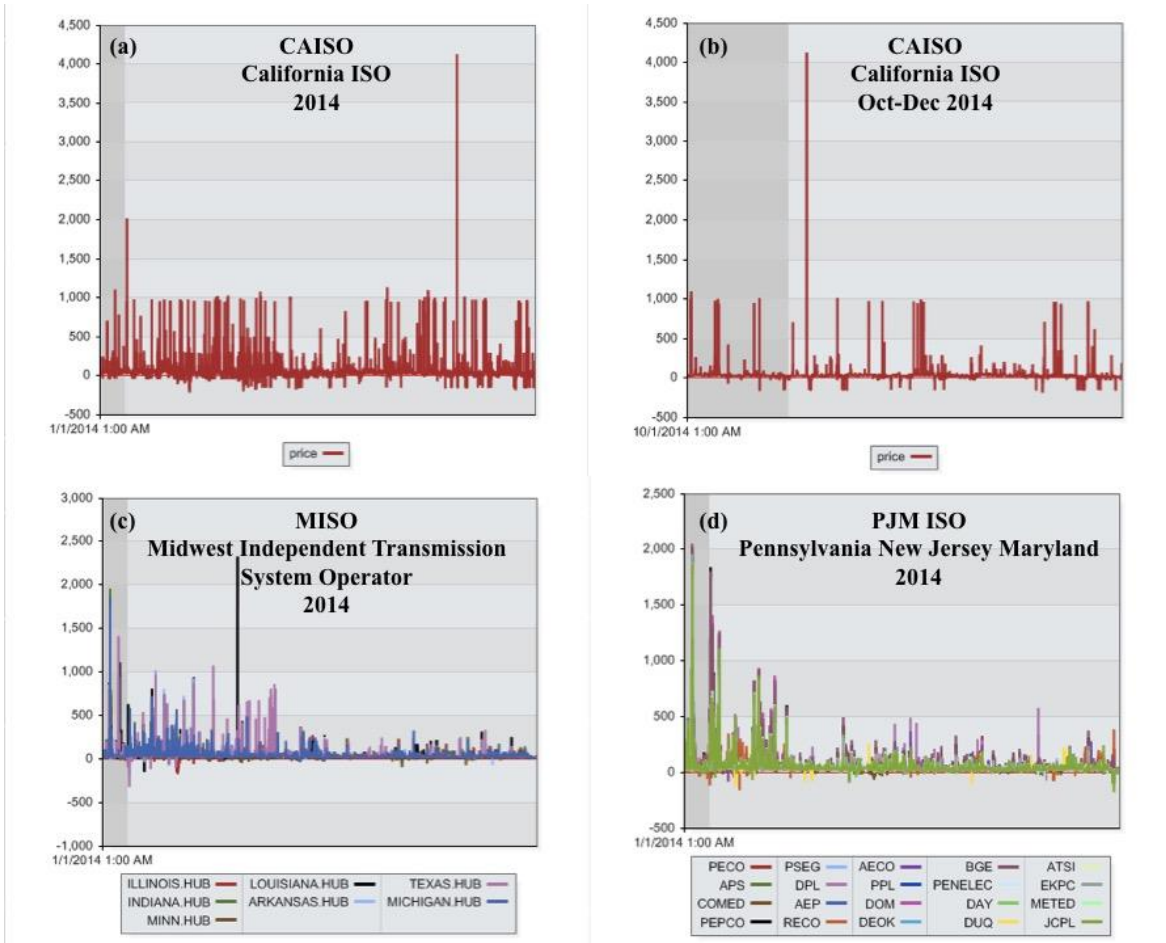 4,500
4,000
3,500
3,000
2,500
2,000
1,500
1,000
500
0
-500
(a)
CAISO
California ISO
2014
1/1/2014 1:00 AM
price
4,500
4,000
3,500
3,000
2,500
2,000
1,500
1,000
500
0
-500
(b)
CAISO
California ISO
Oct-Dec 2014
10/1/2014 1:00 AM
price
3,000
2,500
2,000
1,500
1,000
500
0
-500
-1,000
(c)
MISO
Midwest Independent Transmission
System Operator
2014
1/1/2014 1:00 AM
ILLINOIS.HUB LOUISIANA.HUB TEXAS.HUB
INDIANA.HUB ARKANSAS.HUB MICHIGAN.HUB
MINN.HUB
2,500
2,000
1,500
1,000
500
0
-500
(d)
PJM ISO
Pennsylvania New Jersey Maryland
2014
1/1/2014 1:00 AM
PECO PSEG AECO BGE ATSI
APS DPL PPL PENELEC EKPC
COMED AEP DOM DAY METED
PEPCO RECO DEOK DUQ JCPL